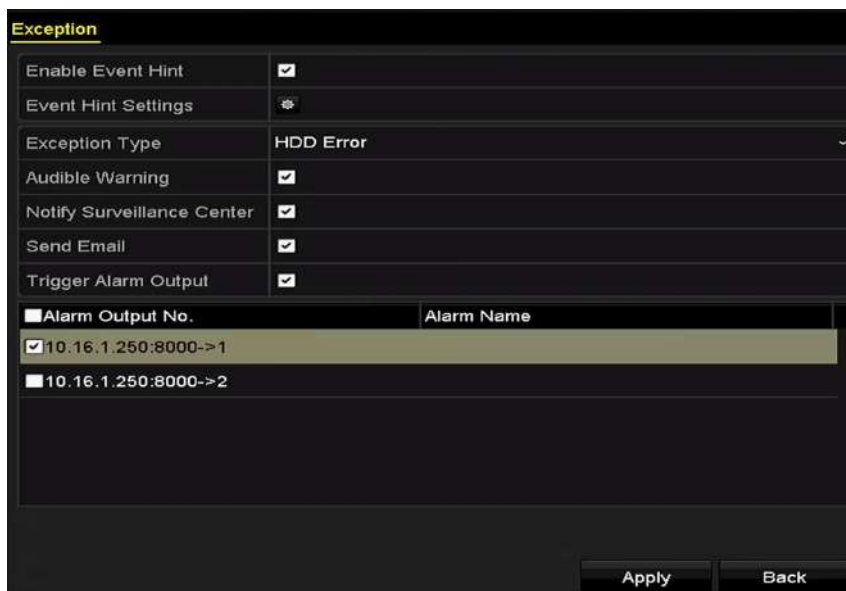 Exception
Enable Event Hint
Event Hint Settings
Exception Type HDD Error
Audible Warning
Notify Surveillance Center
Send Email
Trigger Alarm Output
Alarm Output No. Alarm Name
10.16.1.250:8000->1
10.16.1.250:8000->2
Apply Back